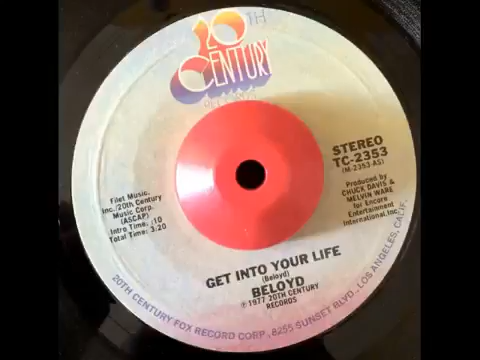 20TH
CENTURY
RECORDS
STEREO
TC-2353
(M-2353-AS)
Produced by
CHUCK DAVIS &
MELVIN WARE
for Encore
Entertainment
International, Inc.
Filet Music,
Inc./20th Century
Music Corp.
(ASCAP)
Intro Time: :10
Total Time: 3:20
GET INTO YOUR LIFE
(Beloyd)
BELOYD
℗ 1977 20TH CENTURY
RECORDS
20TH CENTURY FOX RECORD CORP., 8255 SUNSET BLVD., LOS ANGELES, CALIF.